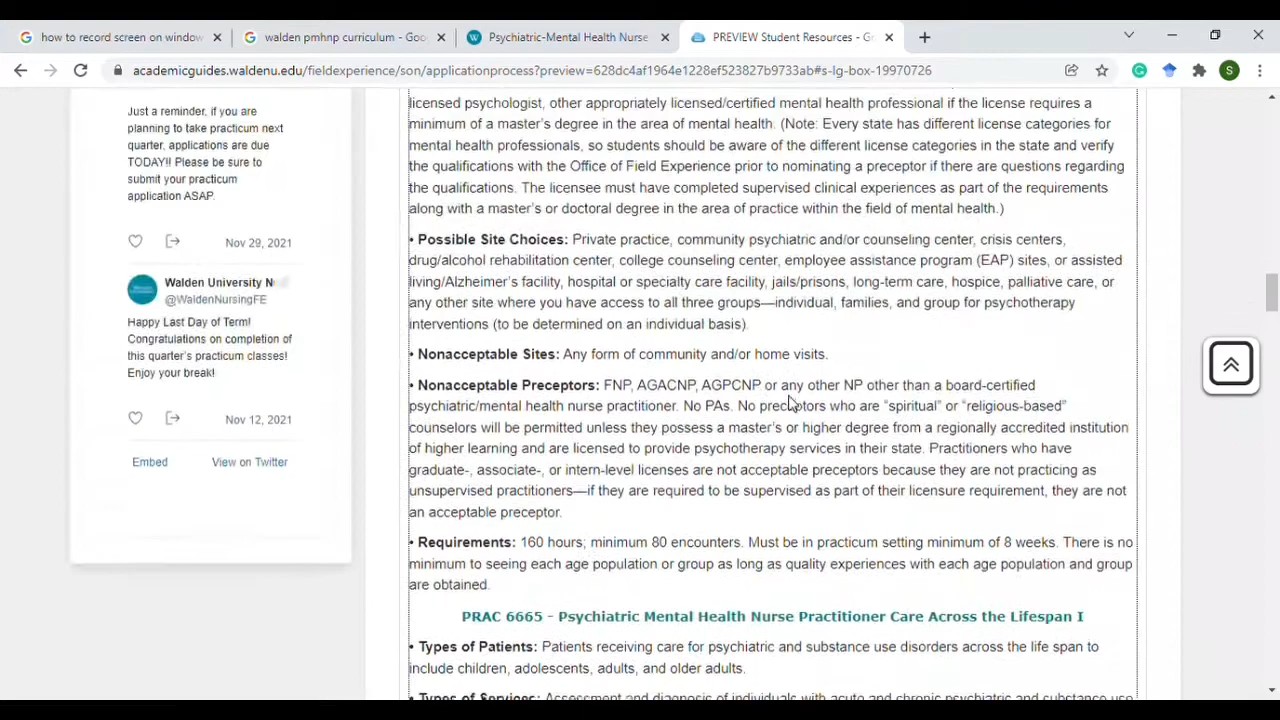 how to record screen on window
walden pmhnp curriculum - Goo
Psychiatric-Mental Health Nurse
PREVIEW Student Resources - G
academicguides.waldenu.edu/fieldexperience/son/applicationprocess?preview=628dc4af1964e1228ef523827b9733ab#s-lg-box-19970726
S
Just a reminder, if you are
planning to take practicum next
quarter, applications are due
TODAY!! Please be sure to
submit your practicum
application ASAP.
Nov 29, 2021
Walden University N
@WaldenNursingFE
Happy Last Day of Term!
Congratulations on completion of
this quarter's practicum classes!
Enjoy your break!
Nov 12, 2021
Embed
View on Twitter
licensed psychologist, other appropriately licensed/certified mental health professional if the license requires a
minimum of a master's degree in the area of mental health. (Note: Every state has different license categories for
mental health professionals, so students should be aware of the different license categories in the state and verify
the qualifications with the Office of Field Experience prior to nominating a preceptor if there are questions regarding
the qualifications. The licensee must have completed supervised clinical experiences as part of the requirements
along with a master's or doctoral degree in the area of practice within the field of mental health.)
• Possible Site Choices: Private practice, community psychiatric and/or counseling center, crisis centers,
drug/alcohol rehabilitation center, college counseling center, employee assistance program (EAP) sites, or assisted
living/Alzheimer's facility, hospital or specialty care facility, jails/prisons, long-term care, hospice, palliative care, or
any other site where you have access to all three groups—individual, families, and group for psychotherapy
interventions (to be determined on an individual basis).
• Nonacceptable Sites: Any form of community and/or home visits.
• Nonacceptable Preceptors: FNP, AGACNP, AGPCNP or any other NP other than a board-certified
psychiatric/mental health nurse practitioner. No PAs. No preceptors who are “spiritual” or “religious-based”
counselors will be permitted unless they possess a master's or higher degree from a regionally accredited institution
of higher learning and are licensed to provide psychotherapy services in their state. Practitioners who have
graduate-, associate-, or intern-level licenses are not acceptable preceptors because they are not practicing as
unsupervised practitioners—if they are required to be supervised as part of their licensure requirement, they are not
an acceptable preceptor.
• Requirements: 160 hours; minimum 80 encounters. Must be in practicum setting minimum of 8 weeks. There is no
minimum to seeing each age population or group as long as quality experiences with each age population and group
are obtained.
PRAC 6665 - Psychiatric Mental Health Nurse Practitioner Care Across the Lifespan I
• Types of Patients: Patients receiving care for psychiatric and substance use disorders across the life span to
include children, adolescents, adults, and older adults.
• Types of Services: Assessment and diagnosis of individuals with acute and chronic psychiatric and substance use